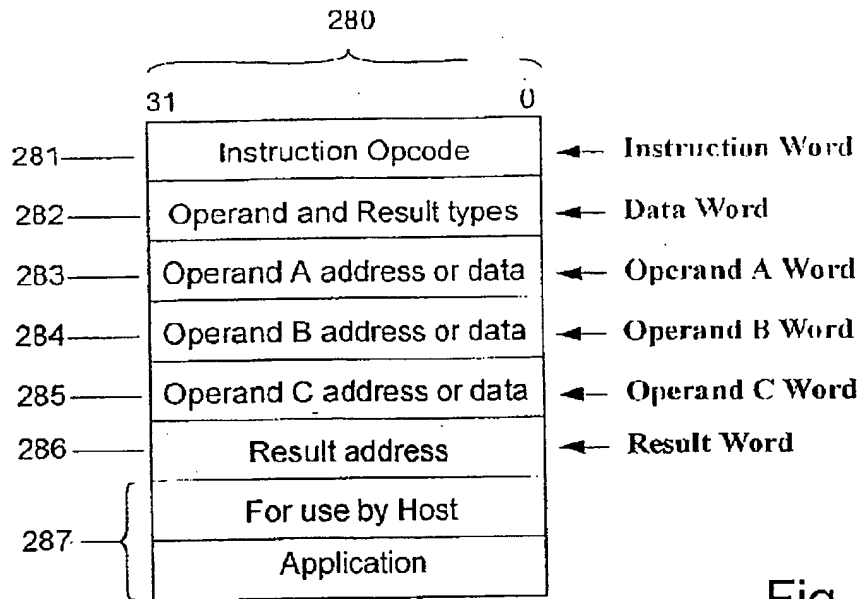 280
31 0
281 Instruction Opcode Instruction Word
282 Operand and Result types Data Word
283 Operand A address or data Operand A Word
284 Operand B address or data Operand B Word
285 Operand C address or data Operand C Word
286 Result address Result Word
287 For use by Host
Application
Fig